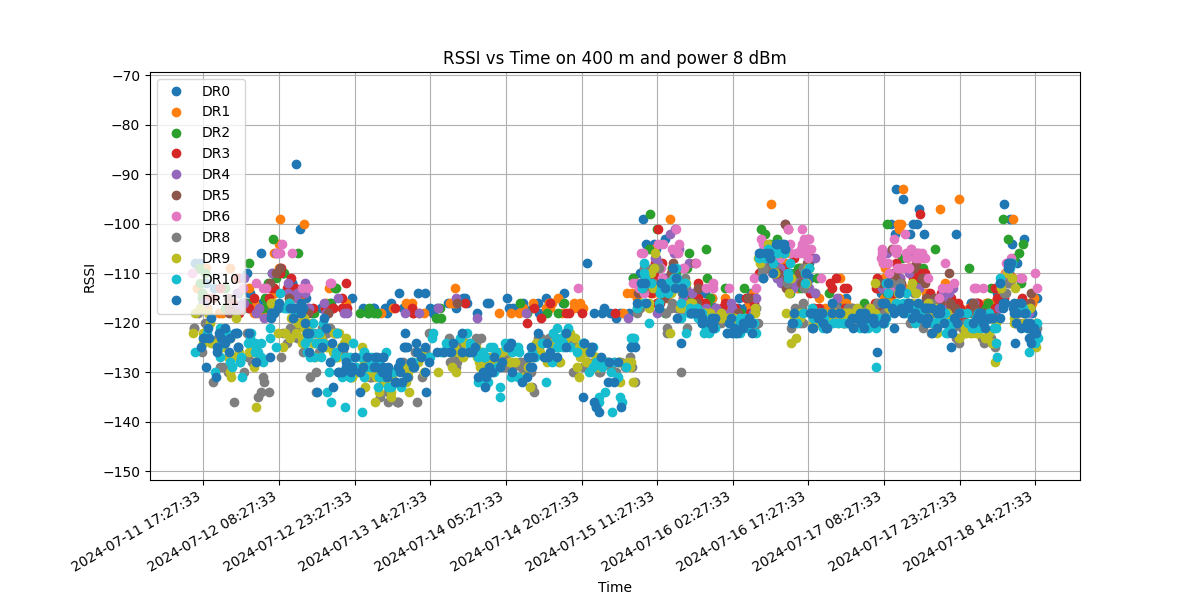 RSSI vs Time on 400 m and power 8 dBm
−70
−80
−90
−100
−110
−120
−130
−140
−150
RSSI
DR0
DR1
DR2
DR3
DR4
DR5
DR6
DR8
DR9
DR10
DR11
2024-07-11 17:27:33
2024-07-12 08:27:33
2024-07-12 23:27:33
2024-07-13 14:27:33
2024-07-14 05:27:33
2024-07-14 20:27:33
2024-07-15 11:27:33
2024-07-16 02:27:33
2024-07-16 17:27:33
2024-07-17 08:27:33
2024-07-17 23:27:33
2024-07-18 14:27:33
Time